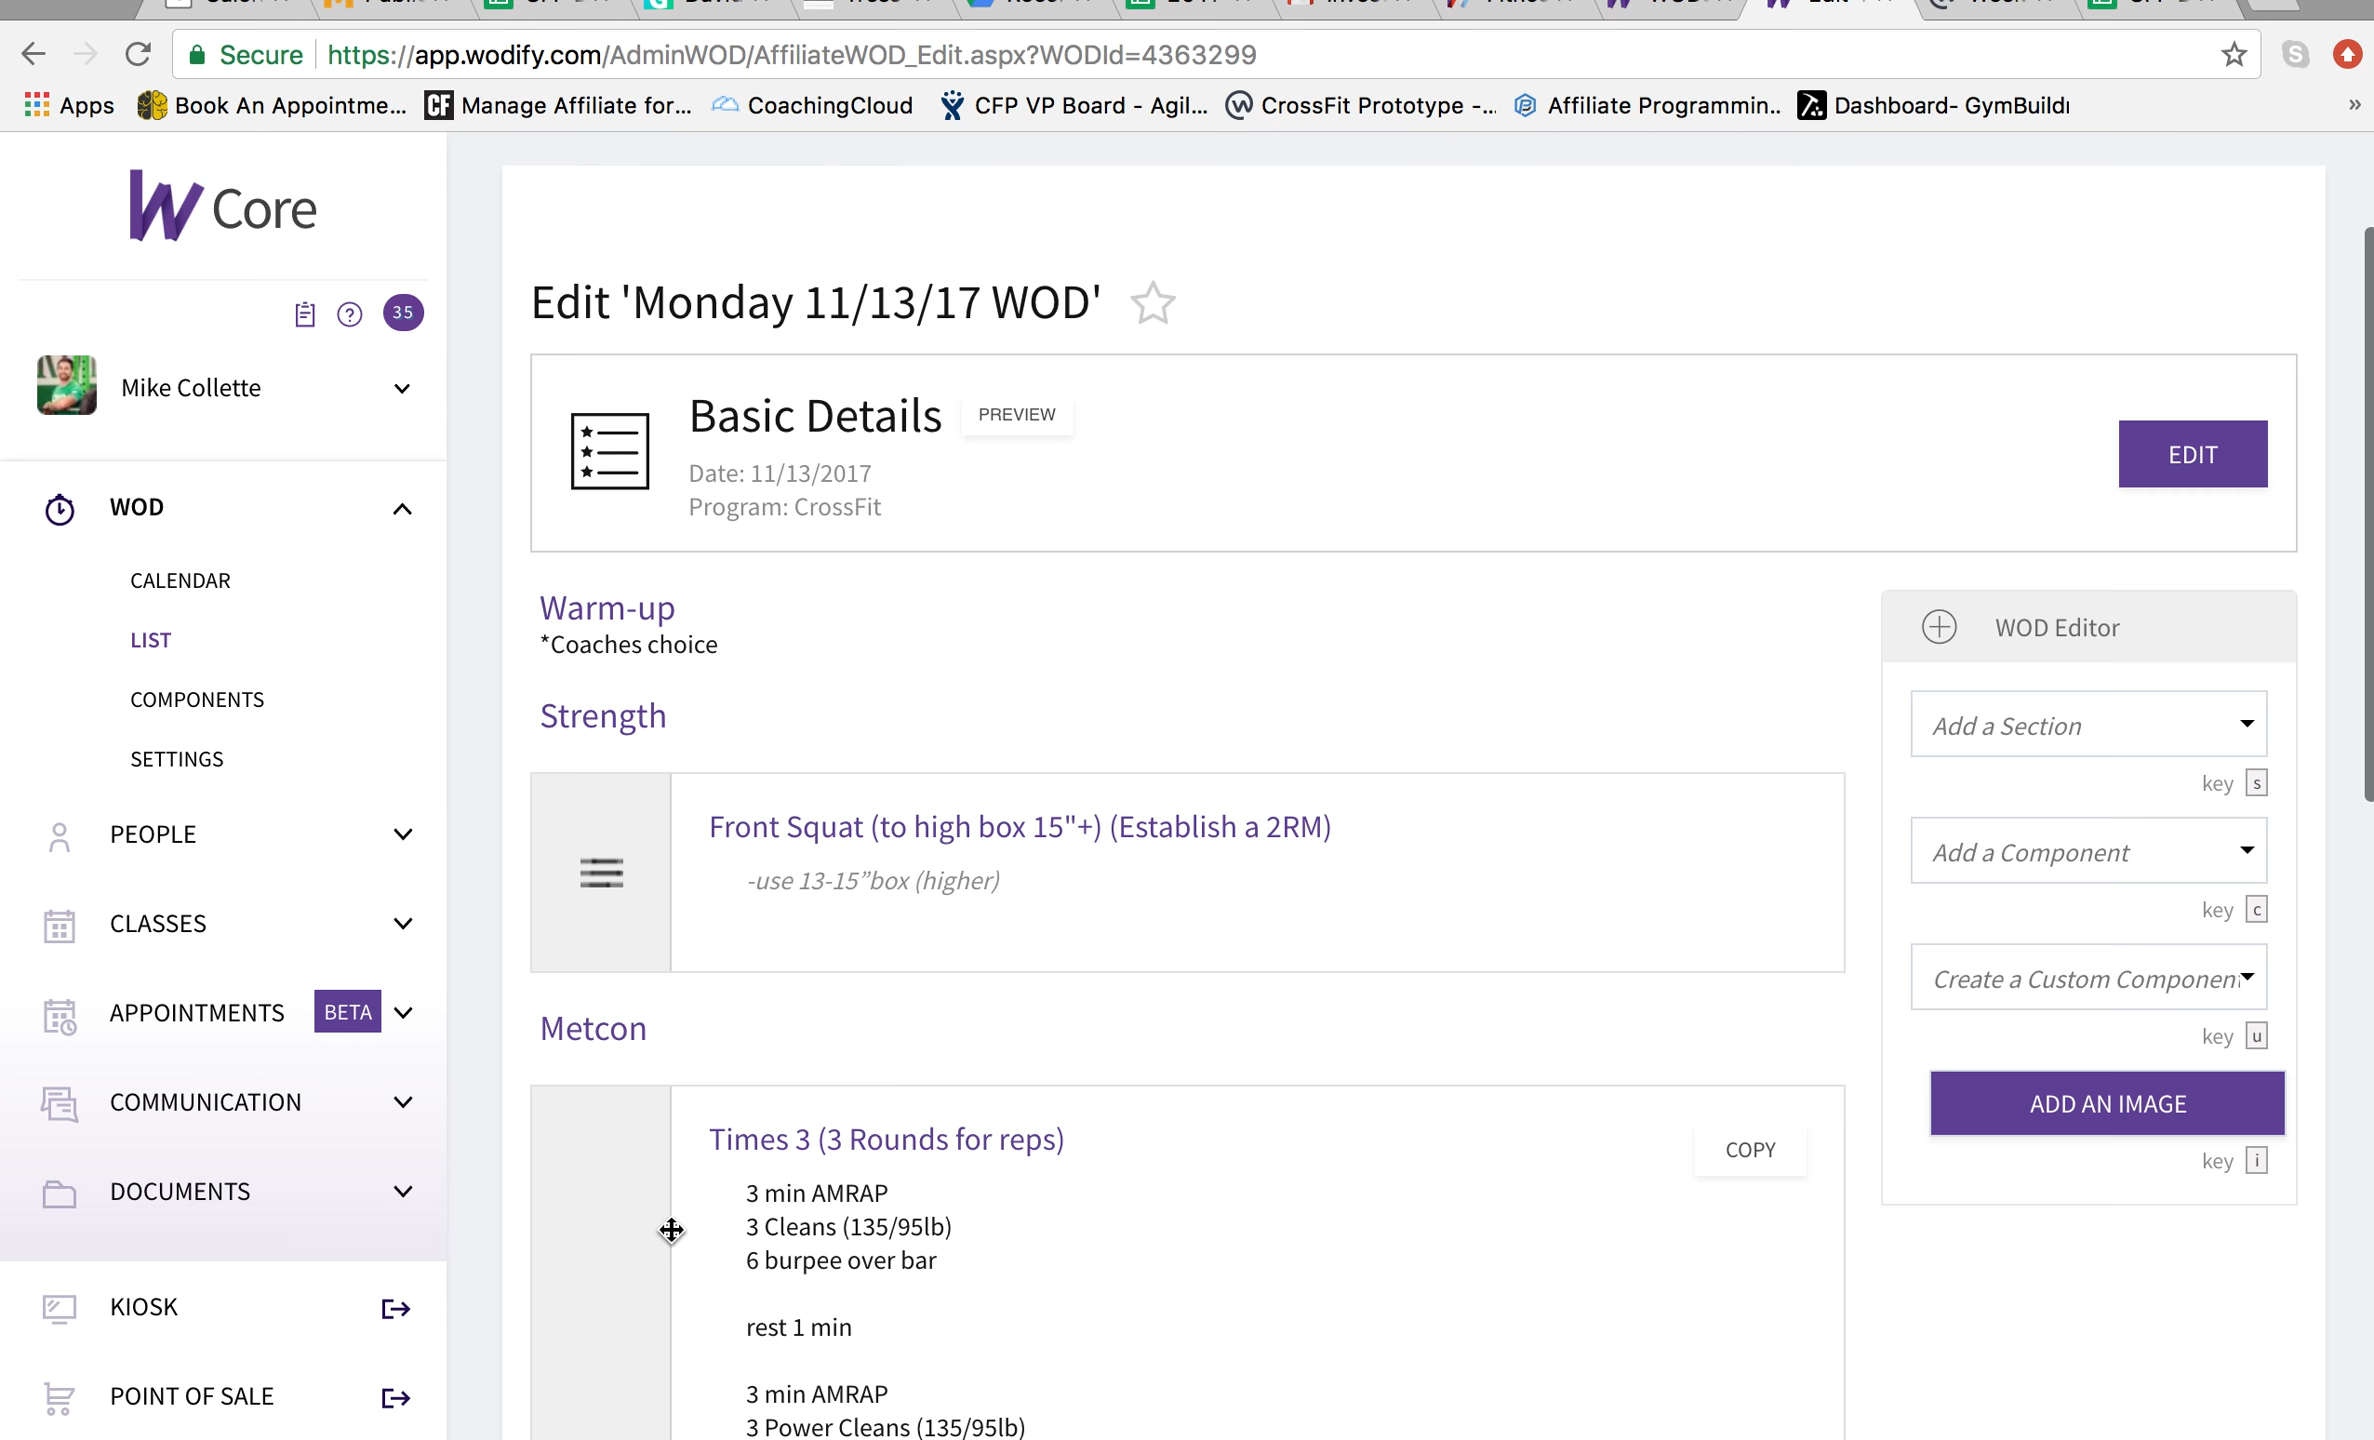 Secure
https://app.wodify.com/AdminWOD/AffiliateWOD_Edit.aspx?WODId=4363299
Apps
Book An Appointme...
Manage Affiliate for...
CoachingCloud
CFP VP Board - Agil...
CrossFit Prototype -...
Affiliate Programmin..
Dashboard- GymBuildr
»
W Core
35
Mike Collette
WOD
CALENDAR
LIST
COMPONENTS
SETTINGS
PEOPLE
CLASSES
APPOINTMENTS
BETA
COMMUNICATION
DOCUMENTS
KIOSK
POINT OF SALE
Edit 'Monday 11/13/17 WOD'
Basic Details
PREVIEW
Date: 11/13/2017
Program: CrossFit
EDIT
Warm-up
*Coaches choice
Strength
Front Squat (to high box 15"+) (Establish a 2RM)
-use 13-15”box (higher)
Metcon
Times 3 (3 Rounds for reps)
COPY
3 min AMRAP
3 Cleans (135/95lb)
6 burpee over bar
rest 1 min
3 min AMRAP
3 Power Cleans (135/95lb)
WOD Editor
Add a Section
key s
Add a Component
key c
Create a Custom Component
key u
ADD AN IMAGE
key i